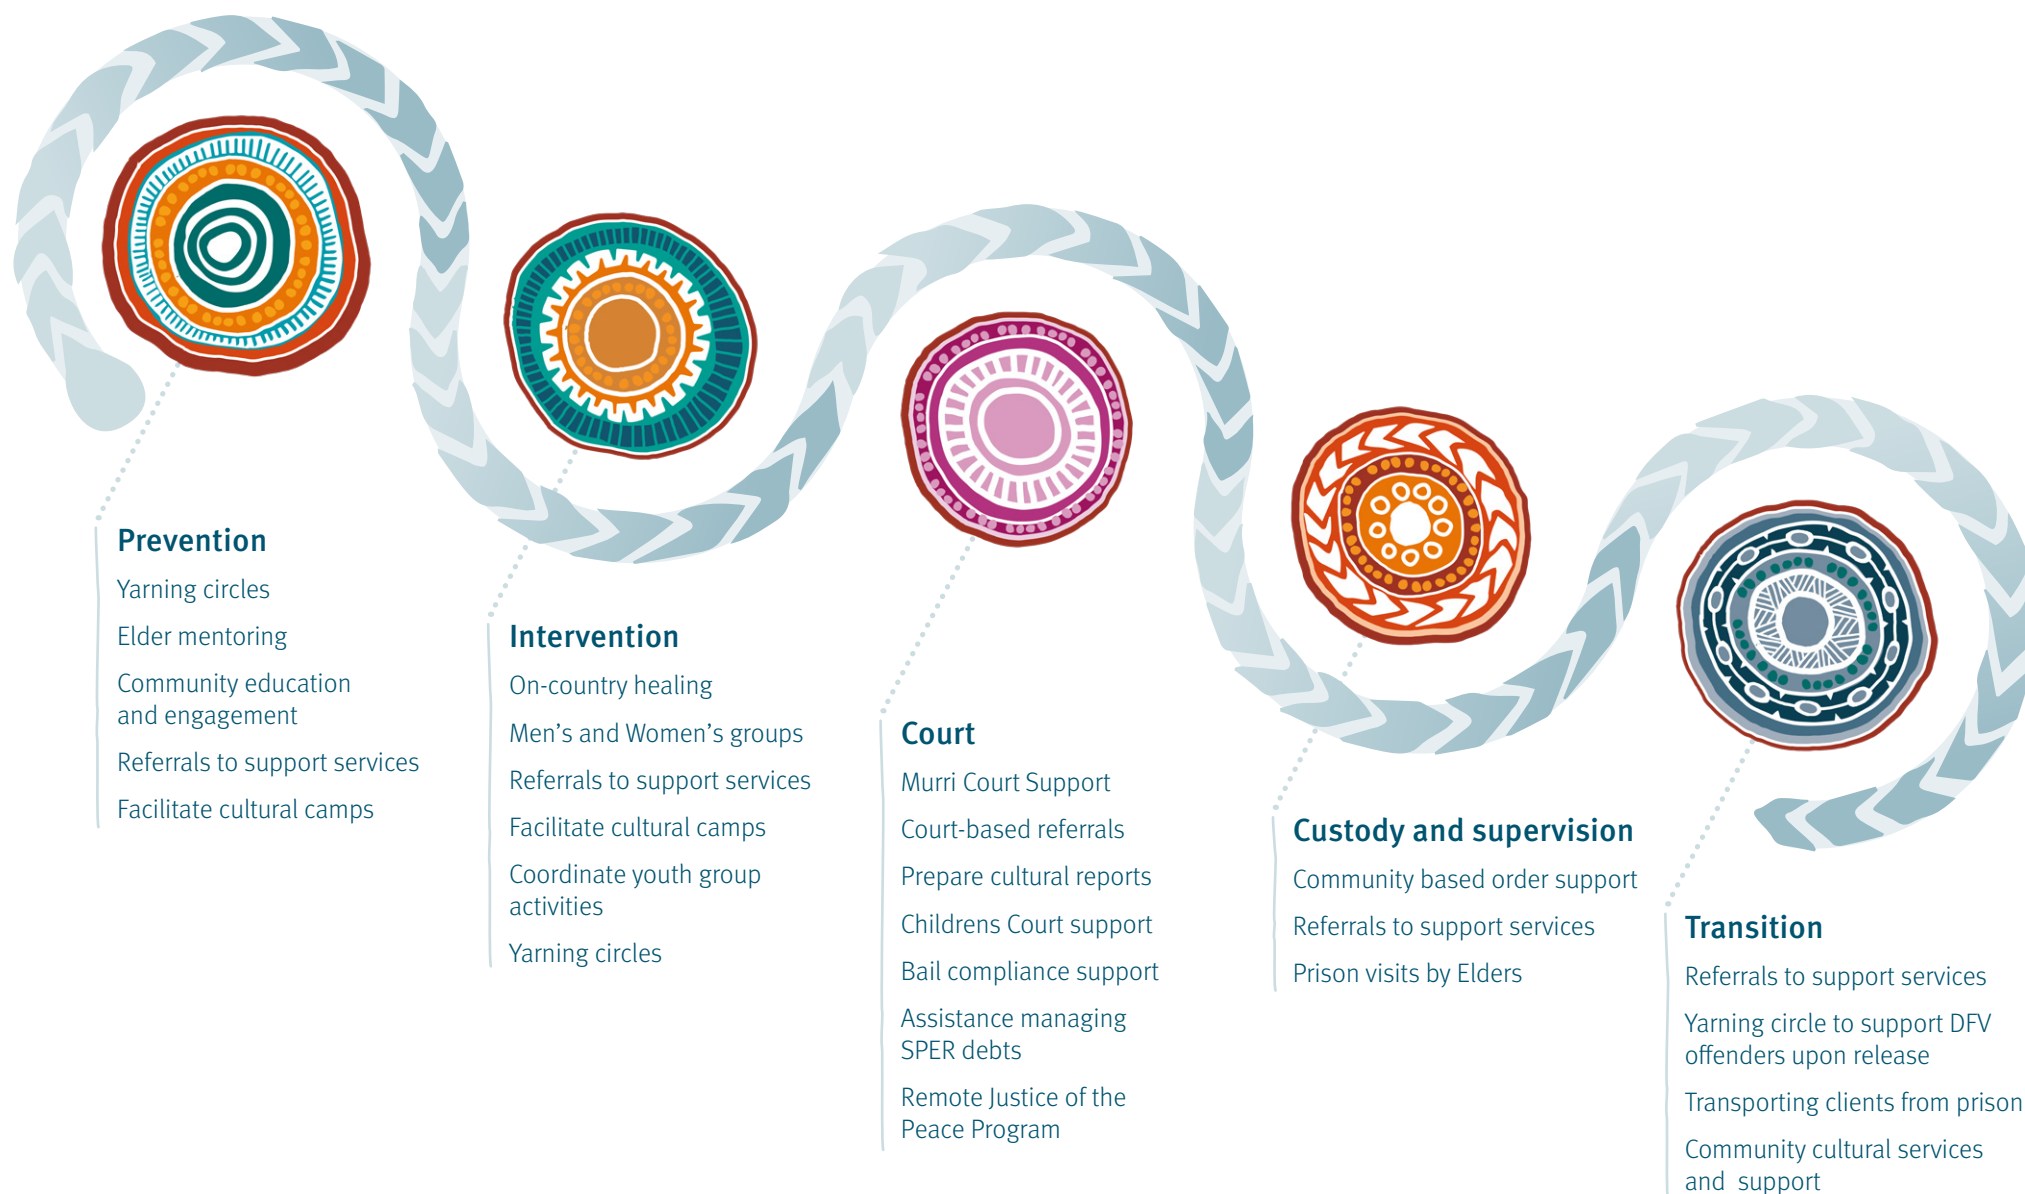 Prevention
Yarning circles
Elder mentoring
Community education
and engagement
Referrals to support services
Facilitate cultural camps
Intervention
On-country healing
Men’s and Women’s groups
Referrals to support services
Facilitate cultural camps
Coordinate youth group
activities
Yarning circles
Court
Murri Court Support
Court-based referrals
Prepare cultural reports
Childrens Court support
Bail compliance support
Assistance managing
SPER debts
Remote Justice of the
Peace Program
Custody and supervision
Community based order support
Referrals to support services
Prison visits by Elders
Transition
Referrals to support services
Yarning circle to support DFV
offenders upon release
Transporting clients from prison
Community cultural services
and support